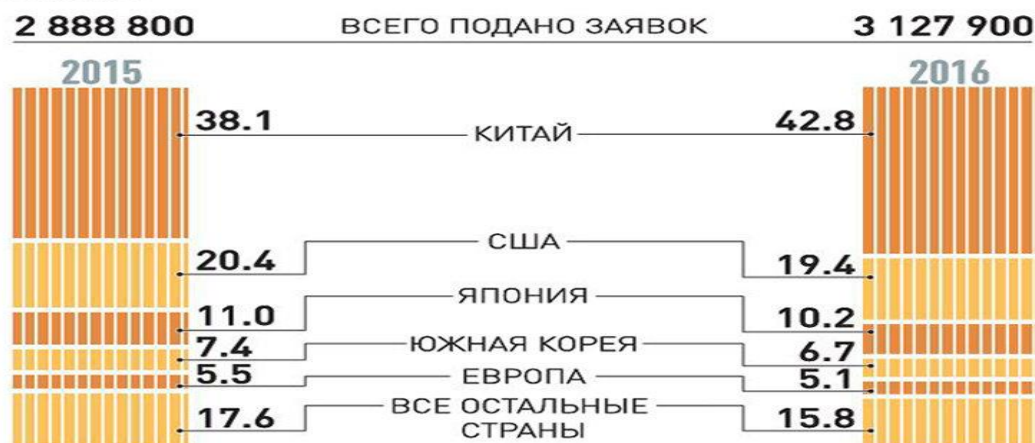 2 888 800 ВСЕГО ПОДАНО ЗАЯВОК 3 127 900
2015 2016
38.1 КИТАЙ 42.8
20.4 США 19.4
11.0 ЯПОНИЯ 10.2
7.4 ЮЖНАЯ КОРЕЯ 6.7
5.5 ЕВРОПА 5.1
17.6 ВСЕ ОСТАЛЬНЫЕ 15.8
СТРАНЫ